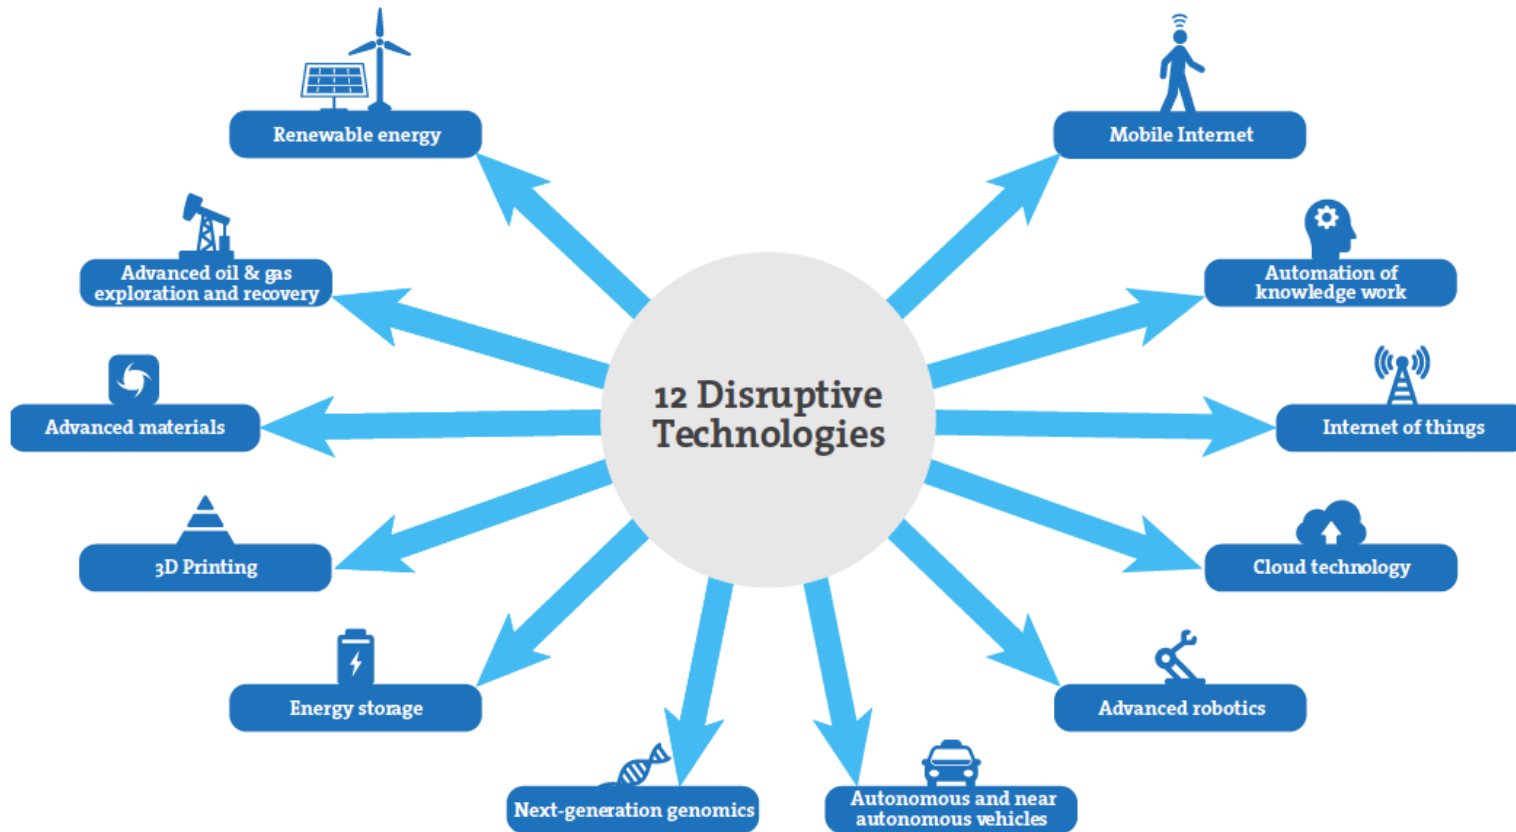 Renewable energy
Mobile Internet
Advanced oil & gas
exploration and recovery
Automation of
knowledge work
12 Disruptive
Technologies
Advanced materials
Internet of things
3D Printing
Cloud technology
Energy storage
Advanced robotics
Next-generation genomics
Autonomous and near
autonomous vehicles